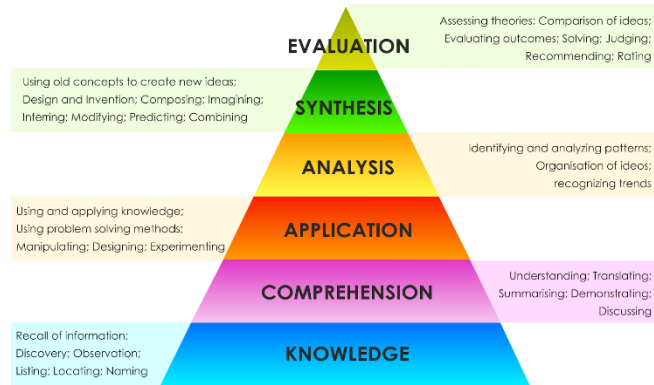 EVALUATION
Assessing theories; Comparison of ideas;
Evaluating outcomes; Solving; Judging;
Recommending; Rating
Using old concepts to create new ideas;
Design and Invention; Composing; Imagining;
Inferring; Modifying; Predicting; Combining
SYNTHESIS
ANALYSIS
Identifying and analyzing patterns;
Organisation of ideas;
recognizing trends
Using and applying knowledge;
Using problem solving methods;
Manipulating; Designing; Experimenting
APPLICATION
COMPREHENSION
Understanding; Translating;
Summarising; Demonstrating;
Discussing
Recall of information;
Discovery; Observation;
Listing; Locating; Naming
KNOWLEDGE